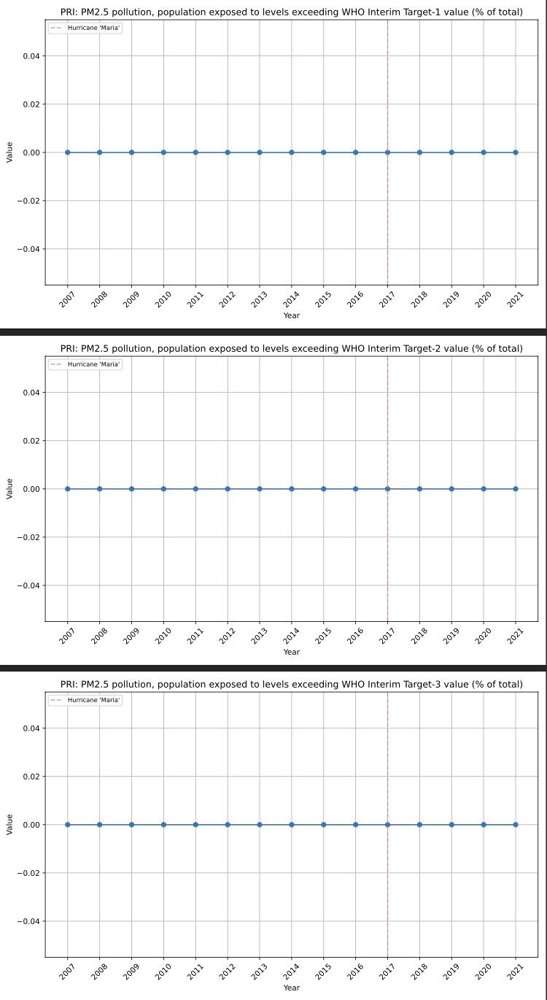 PRI: PM2.5 pollution, population exposed to levels exceeding WHO Interim Target-1 value (% of total)
Hurricane 'Maria'
0.04
0.02
0.00
−0.02
−0.04
Value
2007 2008 2009 2010 2011 2012 2013 2014 2015 2016 2017 2018 2019 2020 2021
Year
PRI: PM2.5 pollution, population exposed to levels exceeding WHO Interim Target-2 value (% of total)
Hurricane 'Maria'
0.04
0.02
0.00
−0.02
−0.04
Value
2007 2008 2009 2010 2011 2012 2013 2014 2015 2016 2017 2018 2019 2020 2021
Year
PRI: PM2.5 pollution, population exposed to levels exceeding WHO Interim Target-3 value (% of total)
Hurricane 'Maria'
0.04
0.02
0.00
−0.02
−0.04
Value
2007 2008 2009 2010 2011 2012 2013 2014 2015 2016 2017 2018 2019 2020 2021
Year